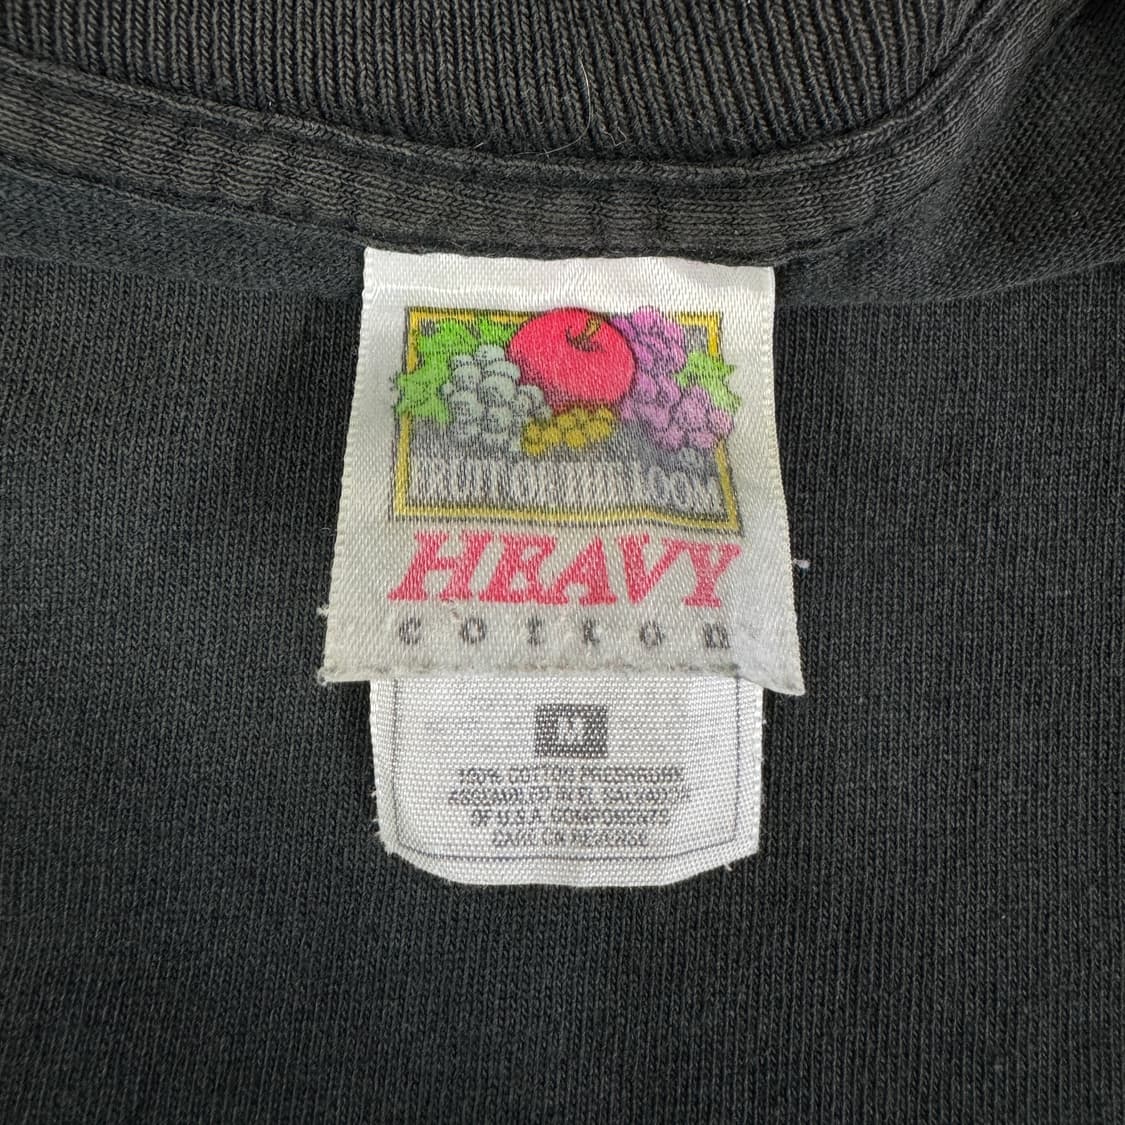 FRUIT OF THE LOOM
HEAVY
cotton
M
100% COTTON PRESHRUNK
ASSEMBLED IN EL SALVADOR
OF U.S.A. COMPONENTS
CARE ON REVERSE